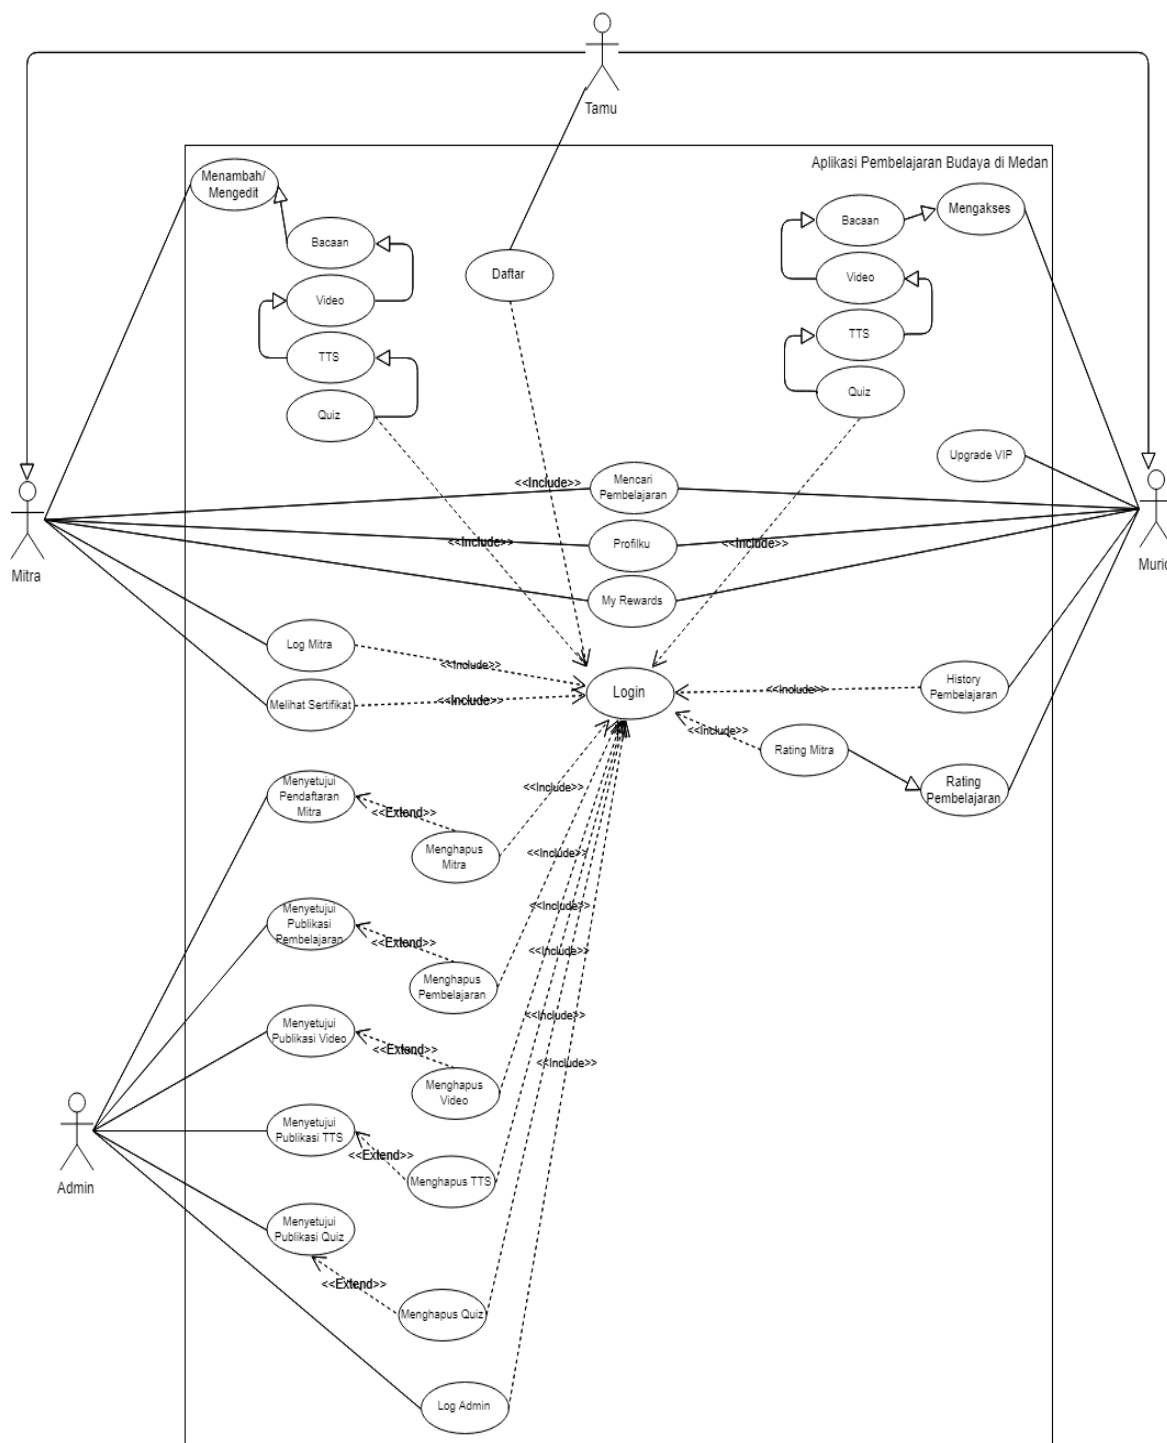 Tamu
Aplikasi Pembelajaran Budaya di Medan
Menambah/
Mengedit
Bacaan
Video
TTS
Quiz
Daftar
Bacaan
Mengakses
Video
TTS
Quiz
Upgrade VIP
<<Include>>
Mencari
Pembelajaran
<<Include>>
Profilku
<<Include>>
My Rewards
Mitra
Murid
Log Mitra
<<Include>>
Melihat Sertifikat
<<Include>>
Login
<<Include>>
History
Pembelajaran
<<Include>>
Rating Mitra
Rating
Pembelajaran
Menyetujui
Pendaftaran
Mitra
<<Extend>>
Menghapus
Mitra
<<Include>>
<<Include>>
Menyetujui
Publikasi
Pembelajaran
<<Extend>>
Menghapus
Pembelajaran
<<Include>>
<<Include>>
Menyetujui
Publikasi Video
<<Extend>>
Menghapus
Video
<<Include>>
<<Include>>
Admin
Menyetujui
Publikasi TTS
<<Extend>>
Menghapus TTS
Menyetujui
Publikasi Quiz
<<Extend>>
Menghapus Quiz
Log Admin